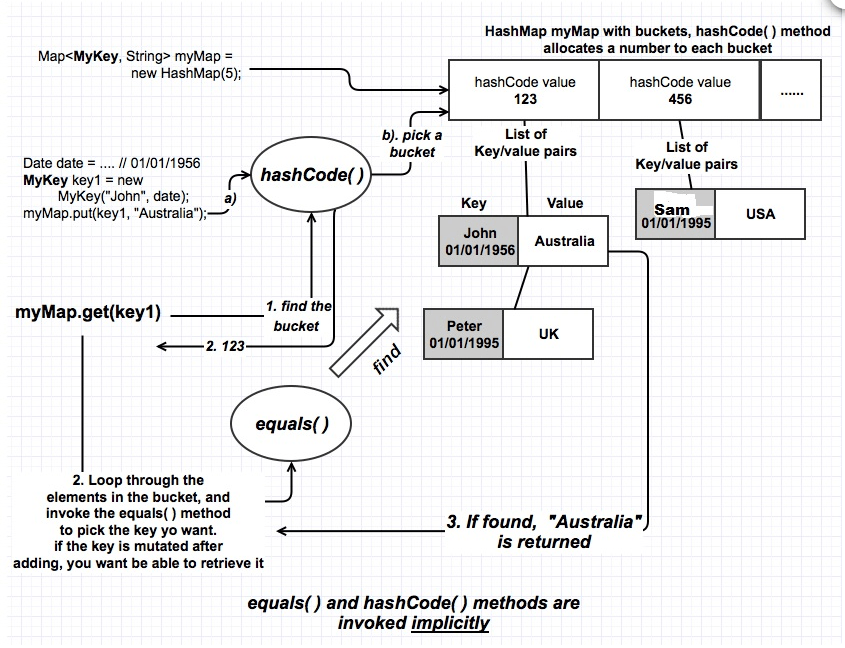 HashMap myMap with buckets, hashCode( ) method
allocates a number to each bucket
Map<MyKey, String> myMap =
new HashMap(5);
hashCode value
123
hashCode value
456
......
b). pick a
bucket
List of
Key/value pairs
List of
Key/value pairs
Date date = .... // 01/01/1956
MyKey key1 = new
MyKey("John", date);
myMap.put(key1, "Australia");
a)
hashCode( )
Key
Value
Sam
01/01/1995
USA
John
01/01/1956
Australia
myMap.get(key1)
1. find the
bucket
2. 123
Peter
01/01/1995
UK
find
equals( )
2. Loop through the
elements in the bucket, and
invoke the equals( ) method
to pick the key yo want.
if the key is mutated after
adding, you want be able to retrieve it
3. If found, "Australia"
is returned
equals( ) and hashCode( ) methods are
invoked implicitly